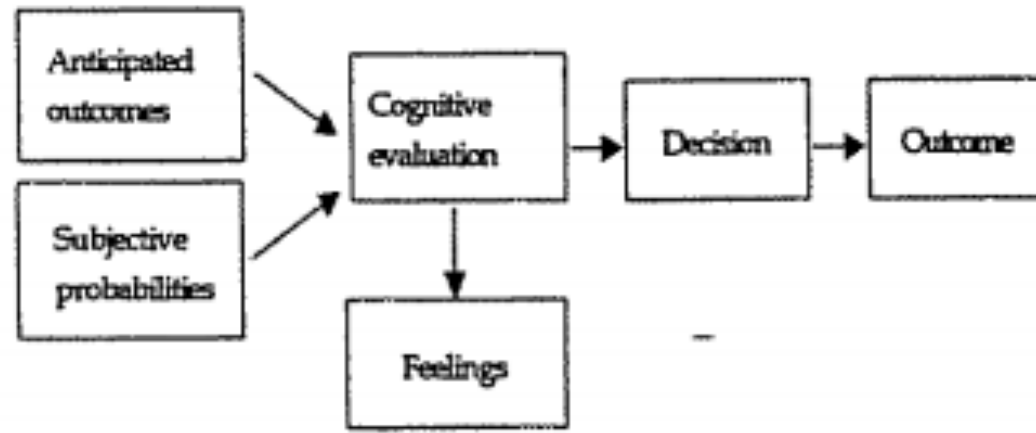 Anticipated
outcomes
Subjective
probabilities
Cognitive
evaluation
Feelings
Decision
Outcome